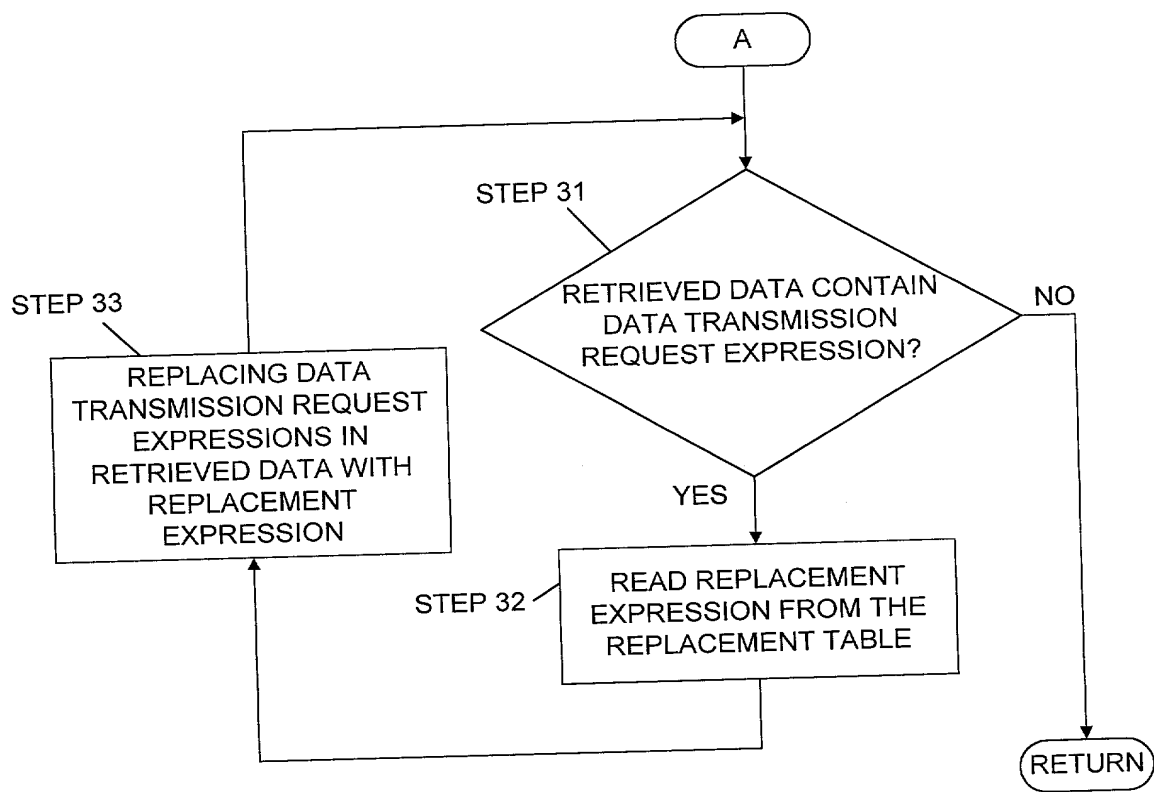 A
STEP 31
RETRIEVED DATA CONTAIN
DATA TRANSMISSION
REQUEST EXPRESSION?
NO
STEP 33
REPLACING DATA
TRANSMISSION REQUEST
EXPRESSIONS IN
RETRIEVED DATA WITH
REPLACEMENT
EXPRESSION
YES
STEP 32
READ REPLACEMENT
EXPRESSION FROM THE
REPLACEMENT TABLE
RETURN